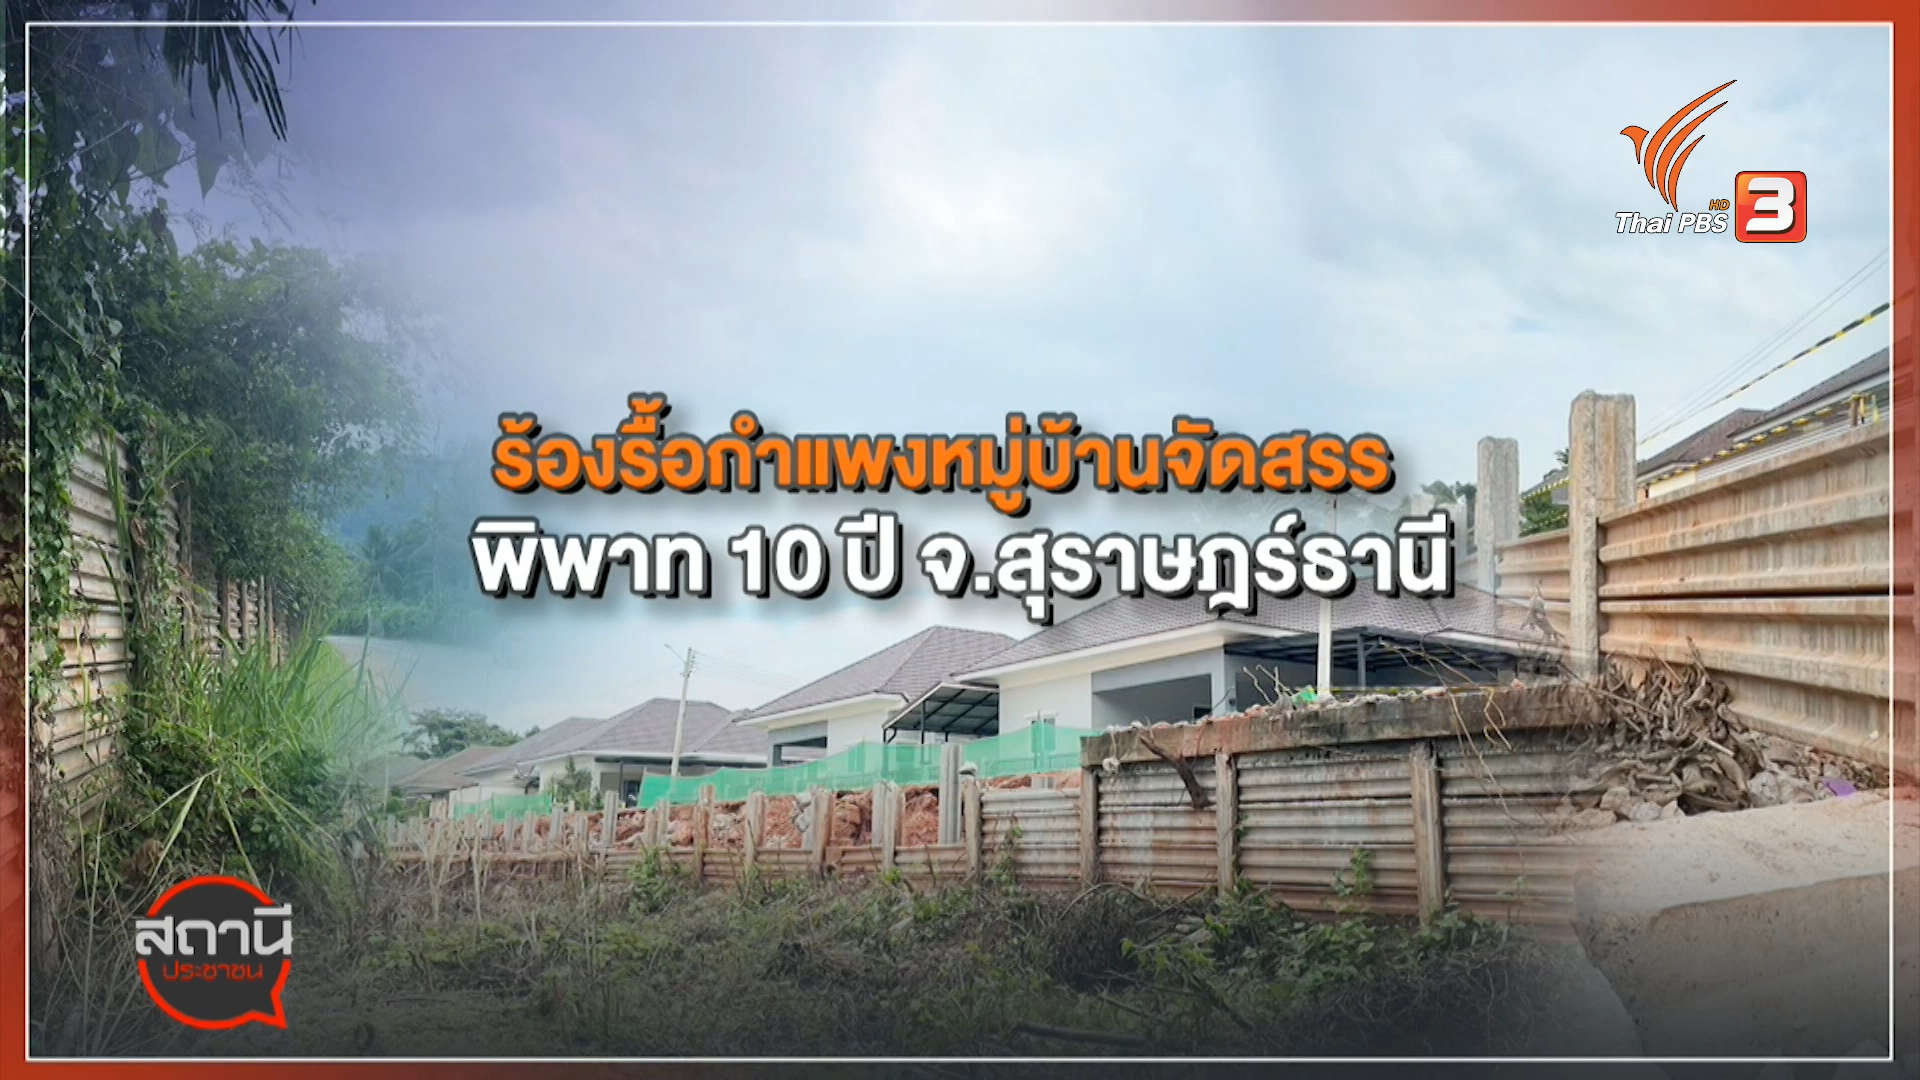 HD
Thai PBS 3
ร้องรื้อกำแพงหมู่บ้านจัดสรร
พิพาท 10 ปี จ.สุราษฎร์ธานี
สถานี
ประชาชน